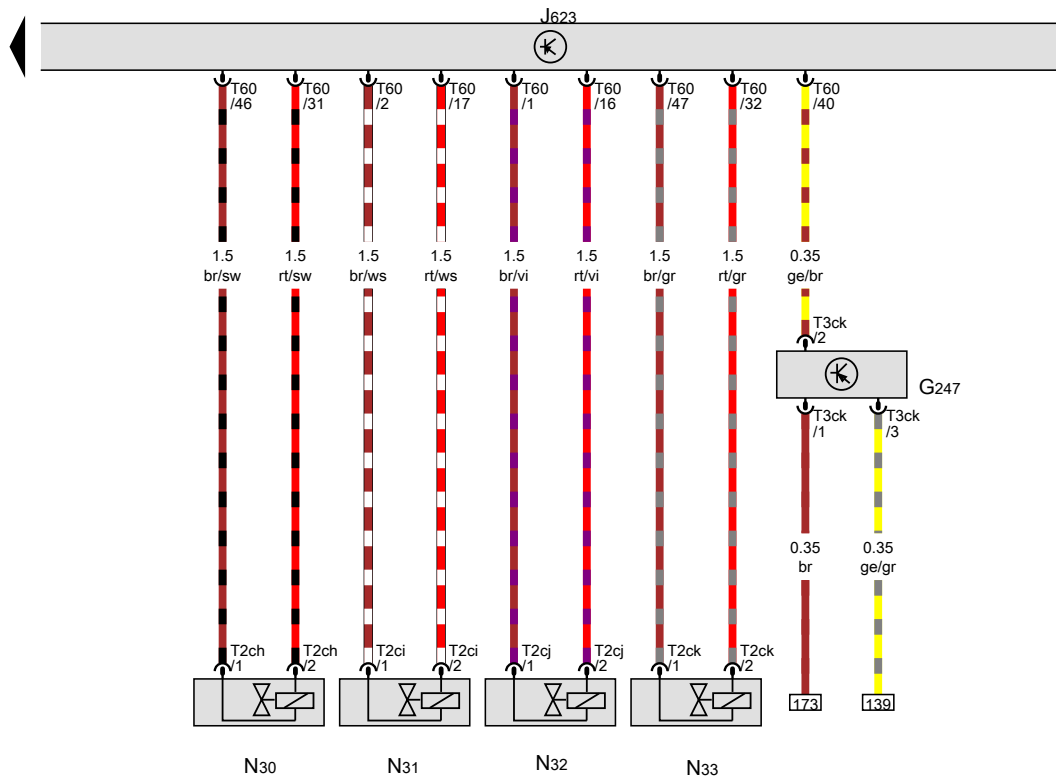 J623
T60 T60 T60 T60 T60 T60 T60 T60 T60
/46 /31 /2 /17 /1 /16 /47 /32 /40
1.5 1.5 1.5 1.5 1.5 1.5 1.5 1.5 0.35
br/sw rt/sw br/ws rt/ws br/vi rt/vi br/gr rt/gr ge/br
T3ck
/2
G247
T3ck T3ck
/1 /3
0.35 0.35
br ge/gr
T2ch T2ch T2ci T2ci T2cj T2cj T2ck T2ck
/1 /2 /1 /2 /1 /2 /1 /2
173 139
N30 N31 N32 N33